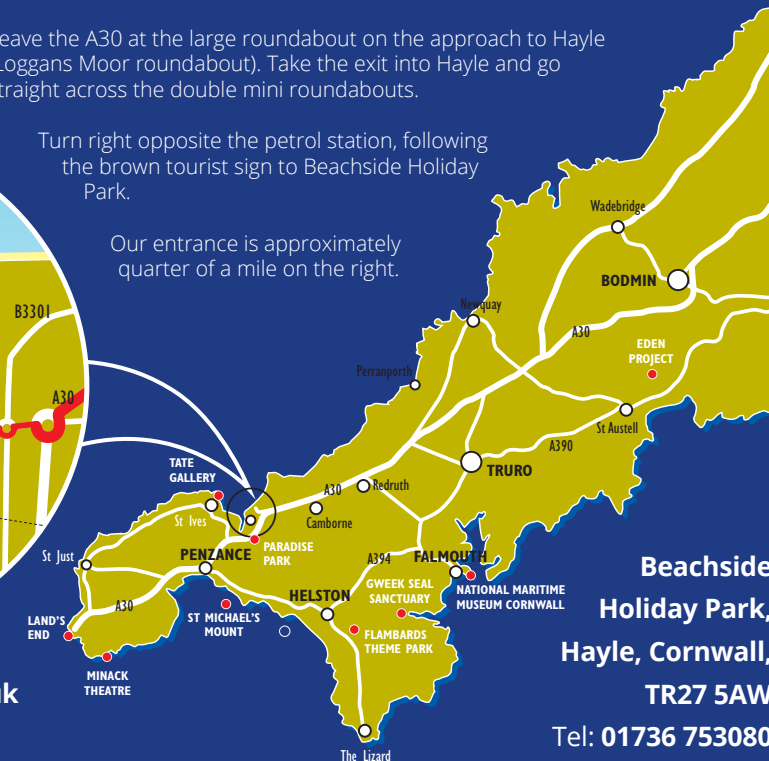 eave the A30 at the large roundabout on the approach to Hayle
Loggans Moor roundabout). Take the exit into Hayle and go
traight across the double mini roundabouts.
Turn right opposite the petrol station, following
the brown tourist sign to Beachside Holiday
Park.
Our entrance is approximately
quarter of a mile on the right.
Wadebridge
BODMIN
B3301
Newquay
A30
EDEN
PROJECT
Perranporth
A30
St Austell
A390
TATE
GALLERY
TRURO
A30
Redruth
St Ives
Camborne
PARADISE
PARK
St Just
PENZANCE
A394
FALMOUTH
NATIONAL MARITIME
MUSEUM CORNWALL
GWEEK SEAL
SANCTUARY
HELSTON
A30
ST MICHAEL'S
MOUNT
LAND'S
END
FLAMBARDS
THEME PARK
MINACK
THEATRE
The Lizard
uk
Beachside
Holiday Park,
Hayle, Cornwall,
TR27 5AW
Tel: 01736 753080